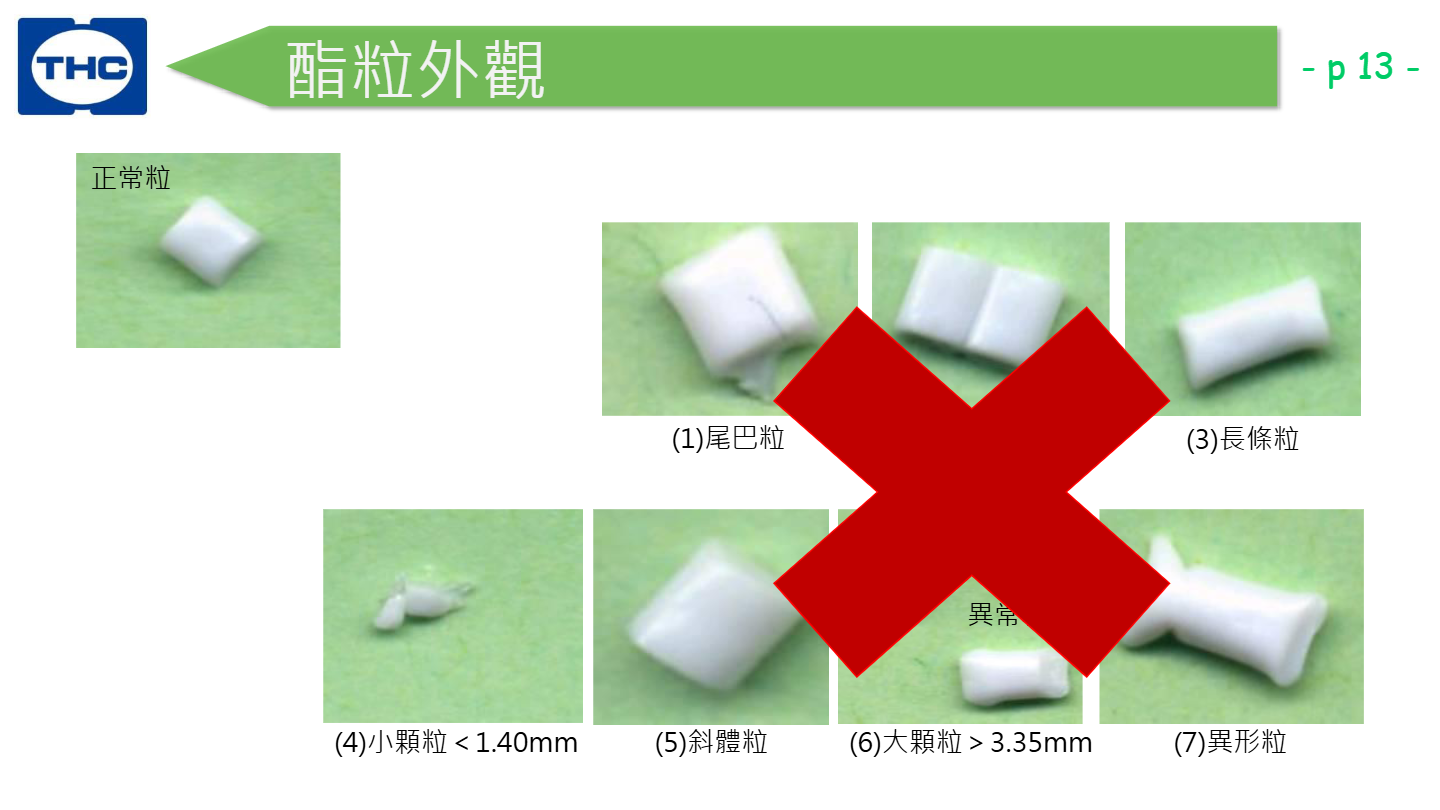 THC
酯粒外觀
- p 13 -
正常粒
(1)尾巴粒
(3)長條粒
異常
(4)小顆粒 < 1.40mm
(5)斜體粒
(6)大顆粒 > 3.35mm
(7)異形粒